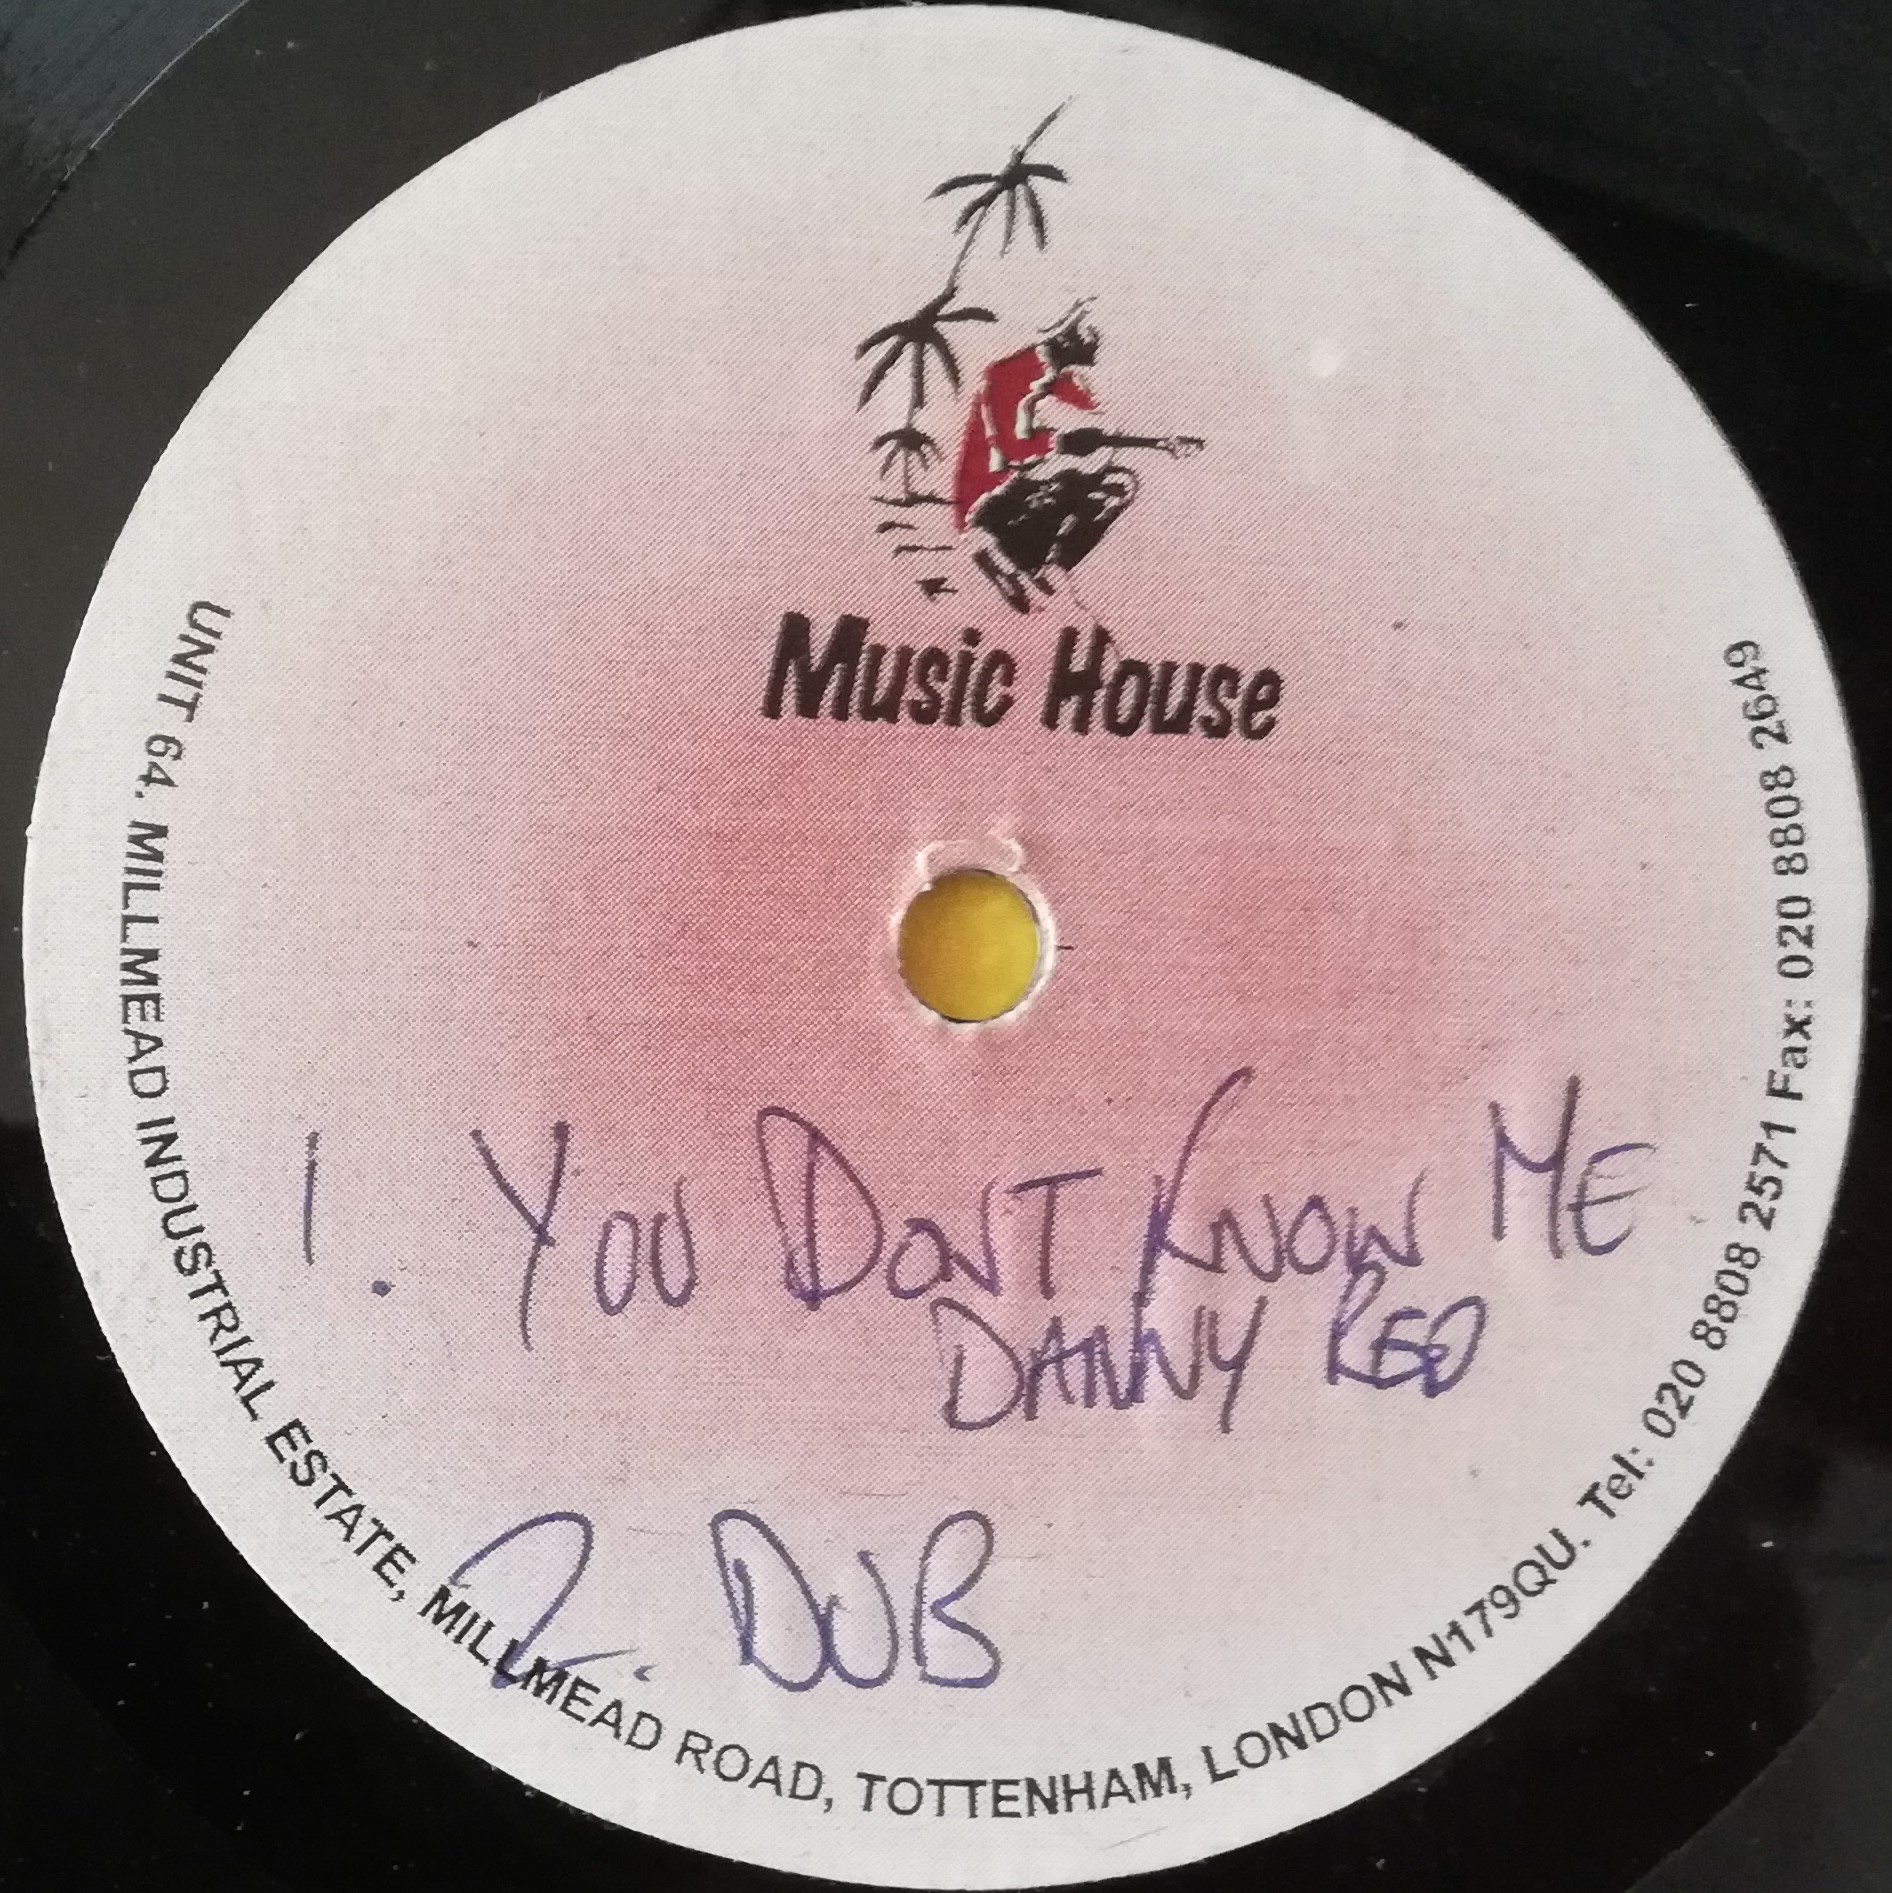 Music House
1. YOU DONT KNOW ME
DANNY RED
2. DUB
UNIT 64, MILLMEAD INDUSTRIAL ESTATE, MILLMEAD ROAD, TOTTENHAM, LONDON N179QU. Tel: 020 8808 2571 Fax: 020 8808 2649